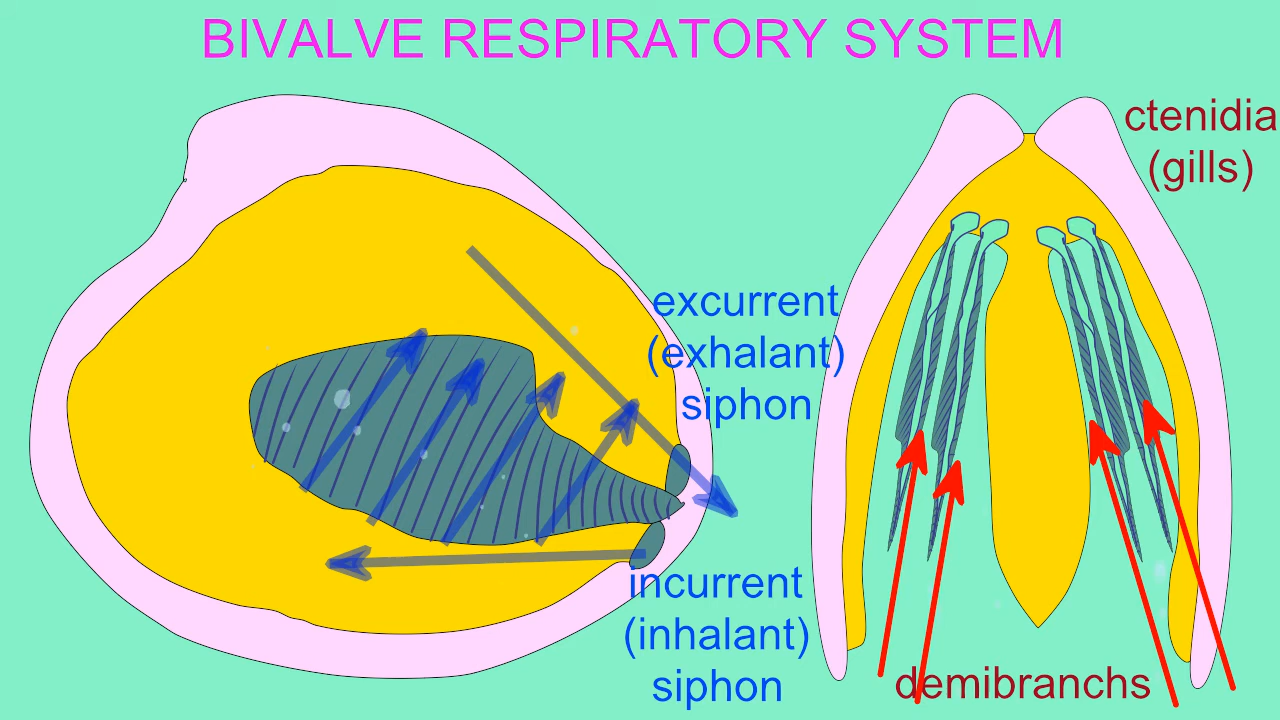 BIVALVE RESPIRATORY SYSTEM
ctenidia
(gills)
excurrent
(exhalant)
siphon
incurrent
(inhalant)
siphon
demibranchs